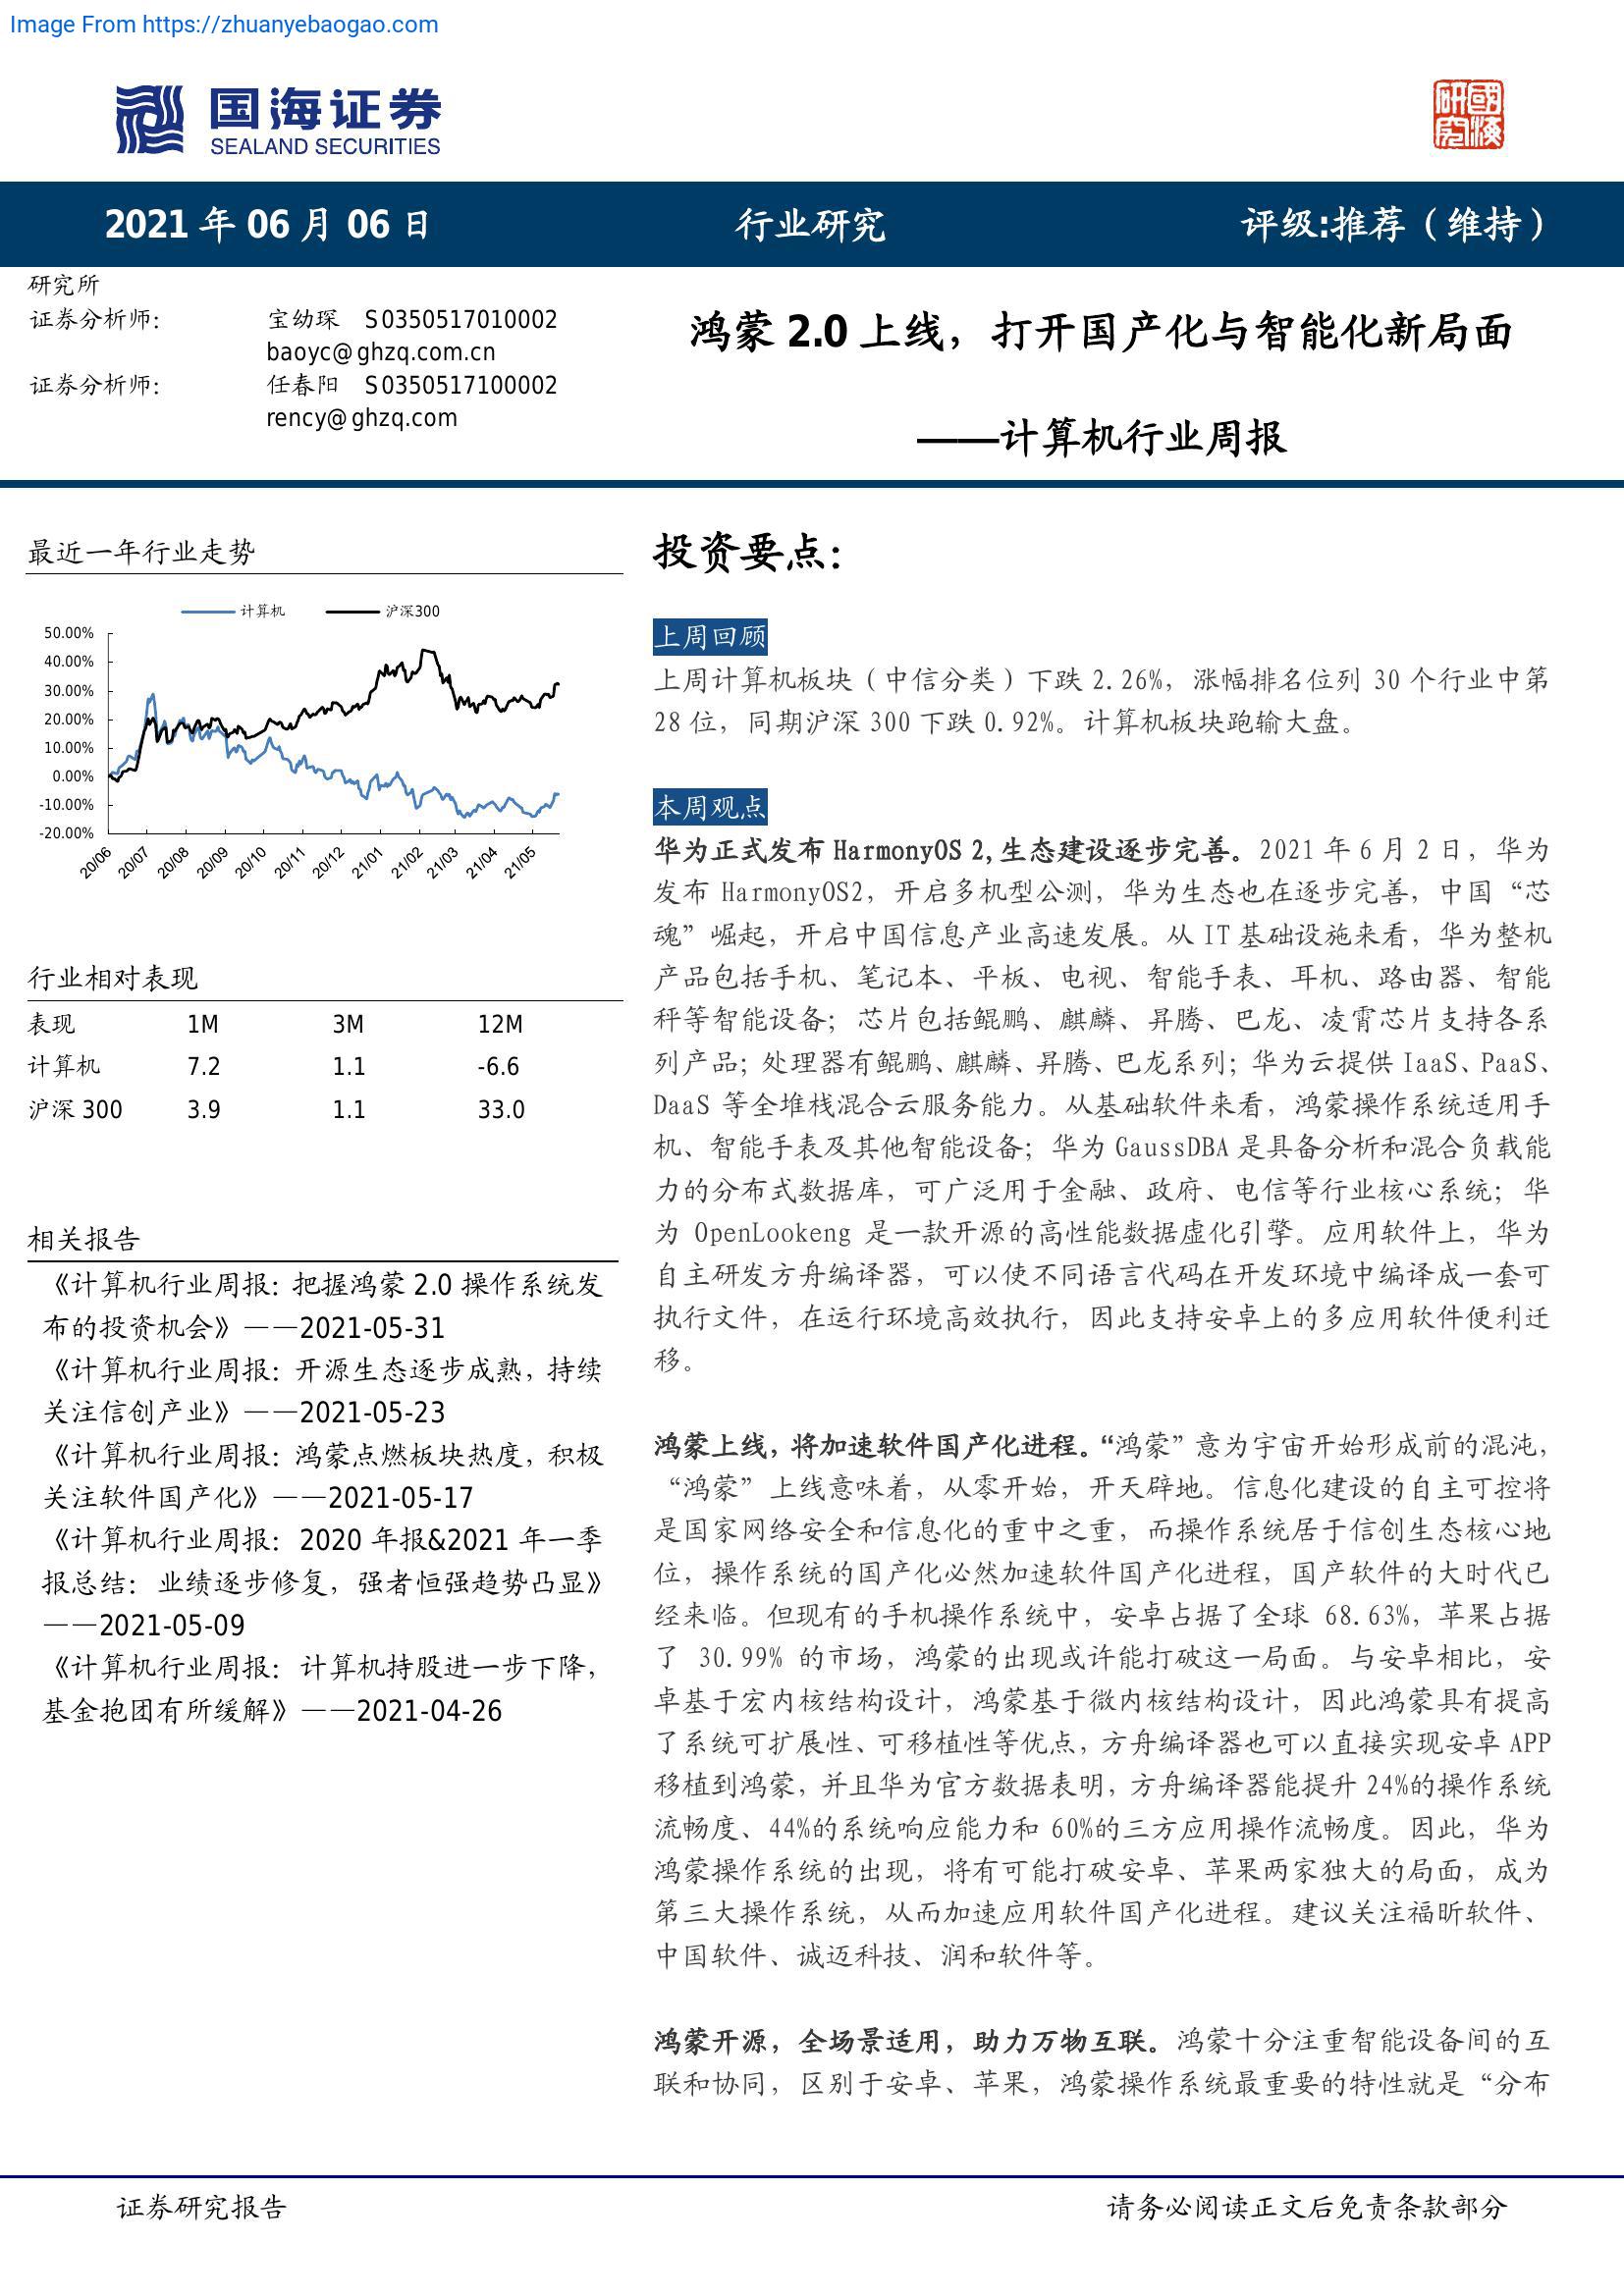 Image From https://zhuanyebaogao.com
国海证券
SEALAND SECURITIES
國海研究
2021 年 06 月 06 日
行业研究
评级:推荐（维持）
研究所
证券分析师： 宝幼琛 S0350517010002
baoyc@ghzq.com.cn
证券分析师： 任春阳 S0350517100002
rency@ghzq.com
鸿蒙 2.0 上线，打开国产化与智能化新局面
——计算机行业周报
最近一年行业走势
计算机 沪深300
50.00%
40.00%
30.00%
20.00%
10.00%
0.00%
-10.00%
-20.00%
20/06 20/07 20/08 20/09 20/10 20/11 20/12 21/01 21/02 21/03 21/04 21/05
行业相对表现
表现 1M 3M 12M
计算机 7.2 1.1 -6.6
沪深 300 3.9 1.1 33.0
相关报告
《计算机行业周报：把握鸿蒙 2.0 操作系统发
布的投资机会》——2021-05-31
《计算机行业周报：开源生态逐步成熟，持续
关注信创产业》——2021-05-23
《计算机行业周报：鸿蒙点燃板块热度，积极
关注软件国产化》——2021-05-17
《计算机行业周报：2020 年报&2021 年一季
报总结：业绩逐步修复，强者恒强趋势凸显》
——2021-05-09
《计算机行业周报：计算机持股进一步下降，
基金抱团有所缓解》——2021-04-26
投资要点：
上周回顾
上周计算机板块（中信分类）下跌 2.26%，涨幅排名位列 30 个行业中第
28 位，同期沪深 300 下跌 0.92%。计算机板块跑输大盘。
本周观点
华为正式发布 HarmonyOS 2,生态建设逐步完善。2021 年 6 月 2 日，华为
发布 HarmonyOS2，开启多机型公测，华为生态也在逐步完善，中国“芯
魂”崛起，开启中国信息产业高速发展。从 IT 基础设施来看，华为整机
产品包括手机、笔记本、平板、电视、智能手表、耳机、路由器、智能
秤等智能设备；芯片包括鲲鹏、麒麟、昇腾、巴龙、凌霄芯片支持各系
列产品；处理器有鲲鹏、麒麟、昇腾、巴龙系列；华为云提供 IaaS、PaaS、
DaaS 等全堆栈混合云服务能力。从基础软件来看，鸿蒙操作系统适用手
机、智能手表及其他智能设备；华为 GaussDBA 是具备分析和混合负载能
力的分布式数据库，可广泛用于金融、政府、电信等行业核心系统；华
为 OpenLookeng 是一款开源的高性能数据虚化引擎。应用软件上，华为
自主研发方舟编译器，可以使不同语言代码在开发环境中编译成一套可
执行文件，在运行环境高效执行，因此支持安卓上的多应用软件便利迁
移。
鸿蒙上线，将加速软件国产化进程。“鸿蒙”意为宇宙开始形成前的混沌，
“鸿蒙”上线意味着，从零开始，开天辟地。信息化建设的自主可控将
是国家网络安全和信息化的重中之重，而操作系统居于信创生态核心地
位，操作系统的国产化必然加速软件国产化进程，国产软件的大时代已
经来临。但现有的手机操作系统中，安卓占据了全球 68.63%，苹果占据
了 30.99% 的市场，鸿蒙的出现或许能打破这一局面。与安卓相比，安
卓基于宏内核结构设计，鸿蒙基于微内核结构设计，因此鸿蒙具有提高
了系统可扩展性、可移植性等优点，方舟编译器也可以直接实现安卓 APP
移植到鸿蒙，并且华为官方数据表明，方舟编译器能提升 24%的操作系统
流畅度、44%的系统响应能力和 60%的三方应用操作流畅度。因此，华为
鸿蒙操作系统的出现，将有可能打破安卓、苹果两家独大的局面，成为
第三大操作系统，从而加速应用软件国产化进程。建议关注福昕软件、
中国软件、诚迈科技、润和软件等。
鸿蒙开源，全场景适用，助力万物互联。鸿蒙十分注重智能设备间的互
联和协同，区别于安卓、苹果，鸿蒙操作系统最重要的特性就是“分布
证券研究报告
请务必阅读正文后免责条款部分